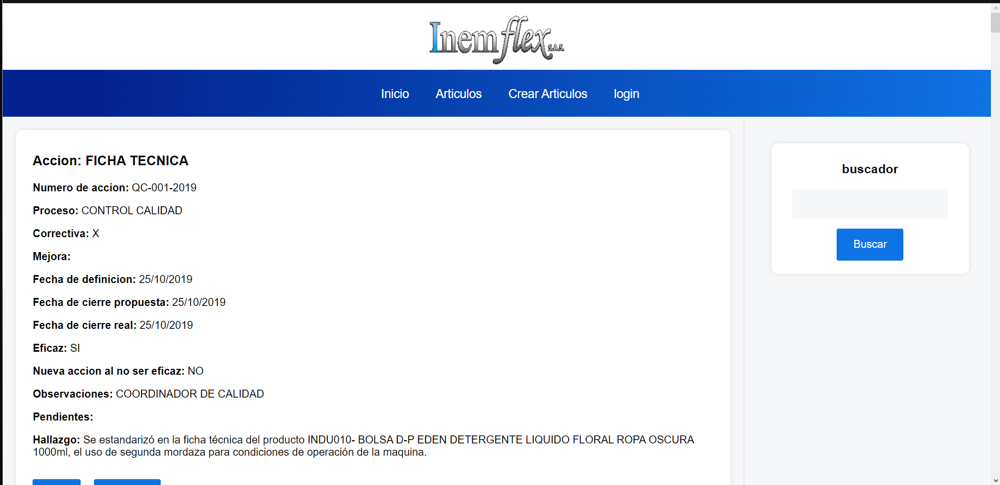 Inemflex S.A.S.
Inicio Articulos Crear Articulos login
Accion: FICHA TECNICA
Numero de accion: QC-001-2019
Proceso: CONTROL CALIDAD
Correctiva: X
Mejora:
Fecha de definicion: 25/10/2019
Fecha de cierre propuesta: 25/10/2019
Fecha de cierre real: 25/10/2019
Eficaz: SI
Nueva accion al no ser eficaz: NO
Observaciones: COORDINADOR DE CALIDAD
Pendientes:
Hallazgo: Se estandarizó en la ficha técnica del producto INDU010- BOLSA D-P EDEN DETERGENTE LIQUIDO FLORAL ROPA OSCURA
1000ml, el uso de segunda mordaza para condiciones de operación de la maquina.
buscador
Buscar